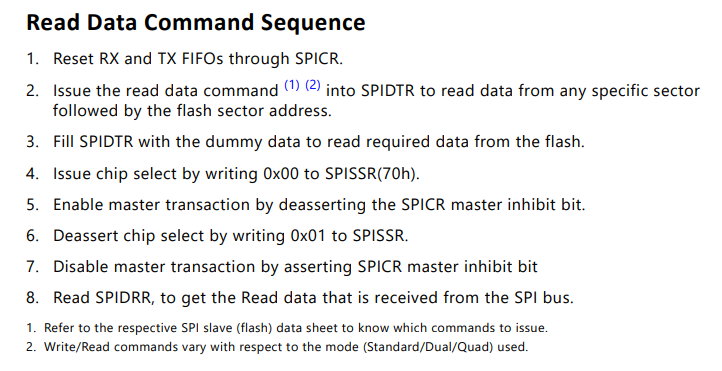 Read Data Command Sequence
1. Reset RX and TX FIFOs through SPICR.
2. Issue the read data command (1) (2) into SPIDTR to read data from any specific sector
followed by the flash sector address.
3. Fill SPIDTR with the dummy data to read required data from the flash.
4. Issue chip select by writing 0x00 to SPISSR(70h).
5. Enable master transaction by deasserting the SPICR master inhibit bit.
6. Deassert chip select by writing 0x01 to SPISSR.
7. Disable master transaction by asserting SPICR master inhibit bit
8. Read SPIDRR, to get the Read data that is received from the SPI bus.
1. Refer to the respective SPI slave (flash) data sheet to know which commands to issue.
2. Write/Read commands vary with respect to the mode (Standard/Dual/Quad) used.